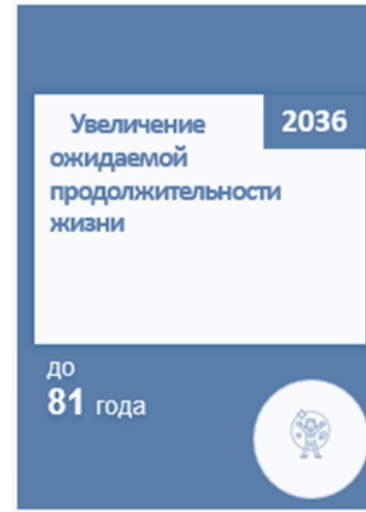 2036
Увеличение
ожидаемой
продолжительности
жизни
до
81 года